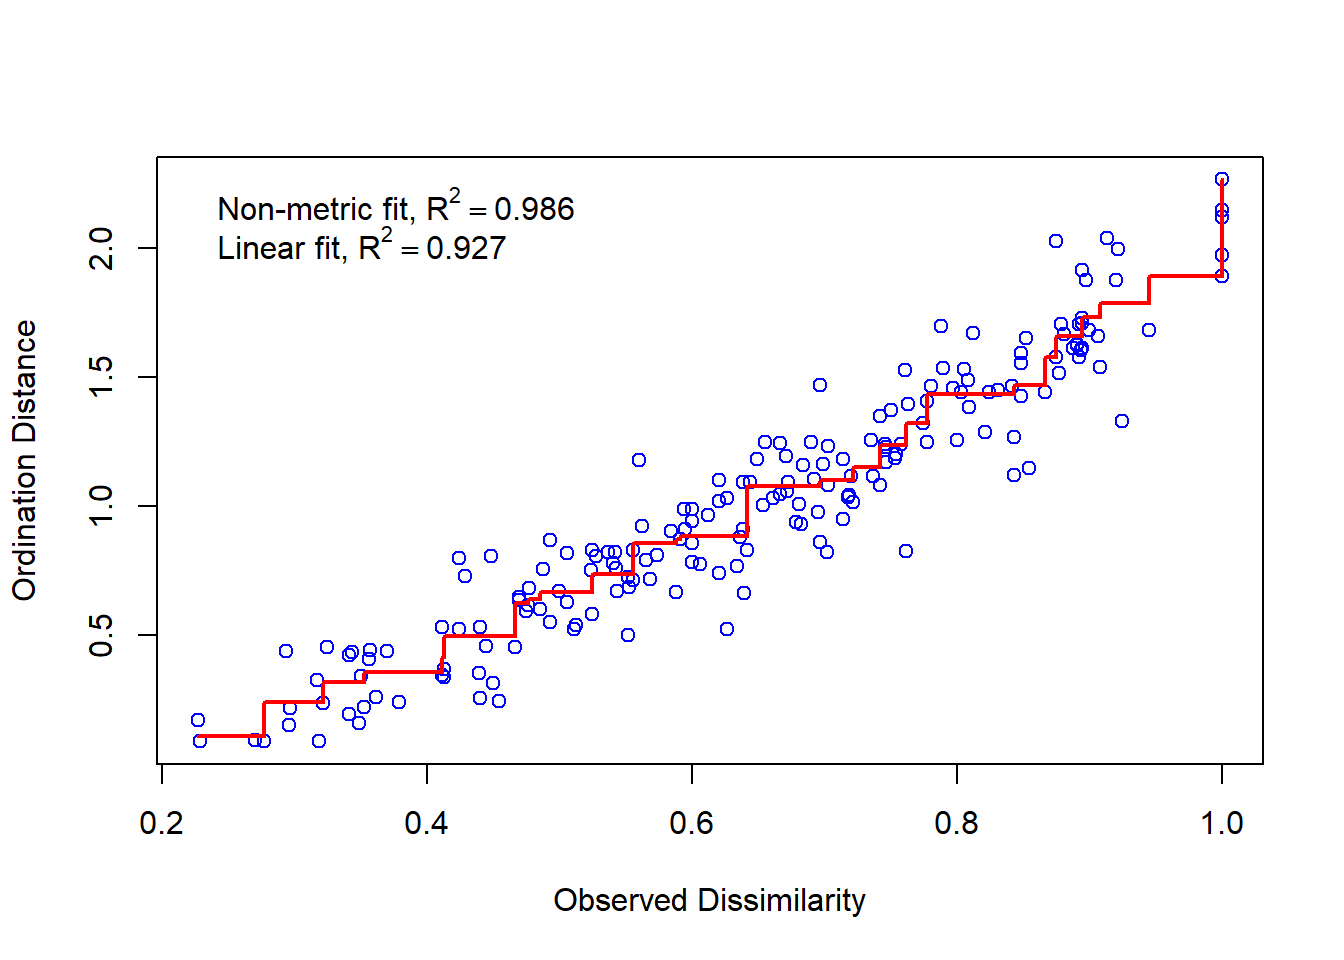 Non-metric fit, R² = 0.986
Linear fit, R² = 0.927
Ordination Distance
0.5 1.0 1.5 2.0
0.2 0.4 0.6 0.8 1.0
Observed Dissimilarity